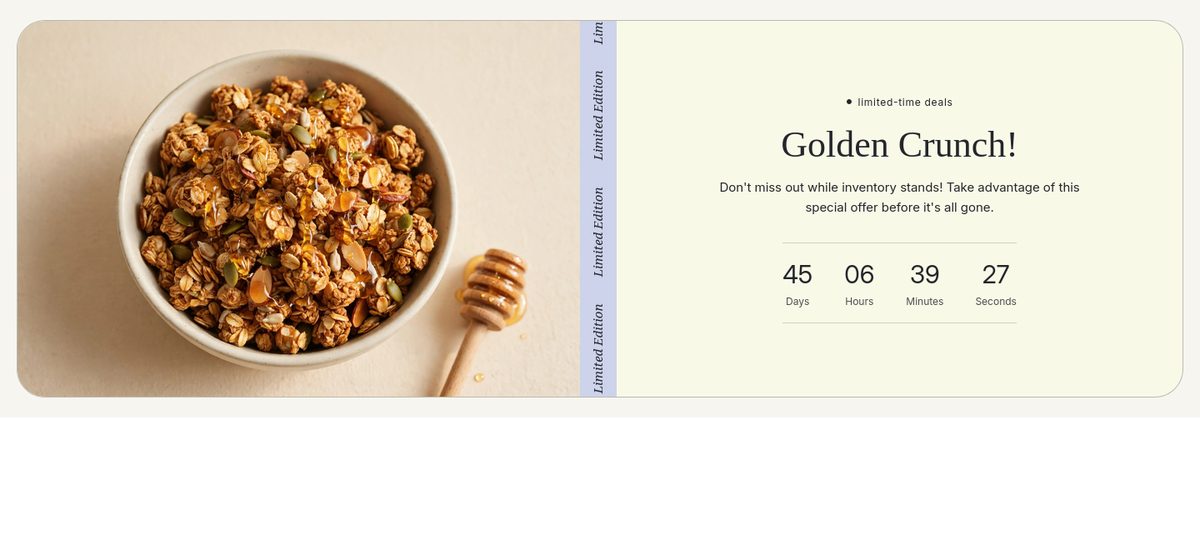 Lim
Limited Edition
Limited Edition
Limited Edition
limited-time deals
Golden Crunch!
Don't miss out while inventory stands! Take advantage of this
special offer before it's all gone.
45 06 39 27
Days Hours Minutes Seconds